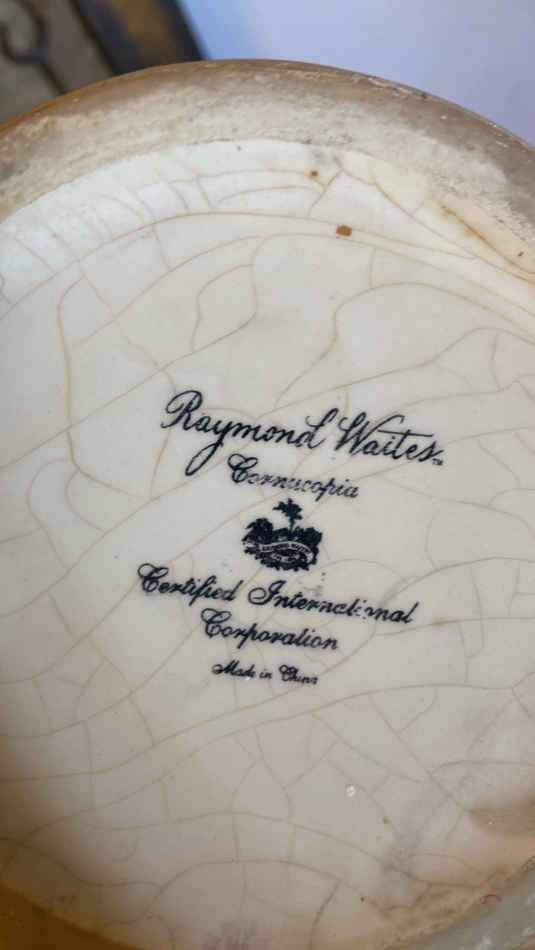 Raymond Waites™
Cornucopia
Certified International
Corporation
Made in China